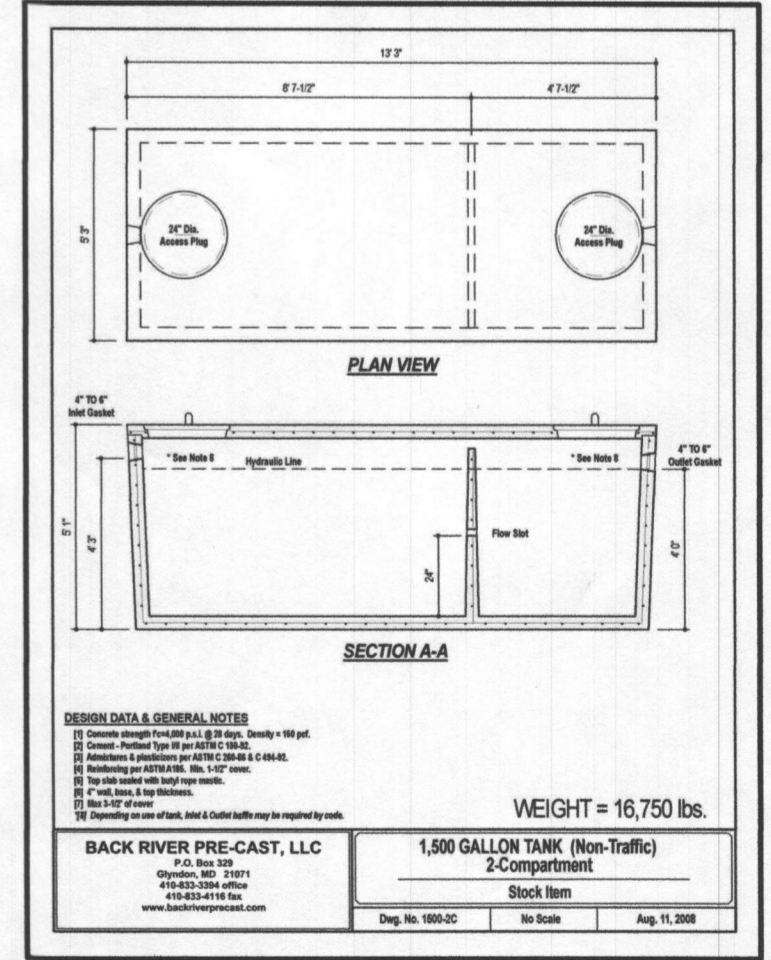 13' 3"
8' 7-1/2"
4' 7-1/2"
5' 3"
24" Dia.
Access Plug
24" Dia.
Access Plug
PLAN VIEW
4" TO 6"
Inlet Gasket
* See Note 8
Hydraulic Line
* See Note 8
4" TO 6"
Outlet Gasket
5' 1"
4' 3"
24"
Flow Slot
4' 0"
SECTION A-A
DESIGN DATA & GENERAL NOTES
[1] Concrete strength f'c=4,000 p.s.i. @ 28 days. Density = 150 pcf.
[2] Cement - Portland Type I/II per ASTM C 150-92.
[3] Admixtures & plasticizers per ASTM C 260-86 & C 494-92.
[4] Reinforcing per ASTM A185. Min. 1-1/2" cover.
[5] Top slab sealed with butyl rope mastic.
[6] 4" wall, base, & top thickness.
[7] Max 3-1/2' of cover
*[8] Depending on use of tank, Inlet & Outlet baffle may be required by code.
WEIGHT = 16,750 lbs.
BACK RIVER PRE-CAST, LLC
P.O. Box 329
Glyndon, MD 21071
410-833-3394 office
410-833-4116 fax
www.backriverprecast.com
1,500 GALLON TANK (Non-Traffic)
2-Compartment
Stock Item
Dwg. No. 1500-2C
No Scale
Aug. 11, 2008